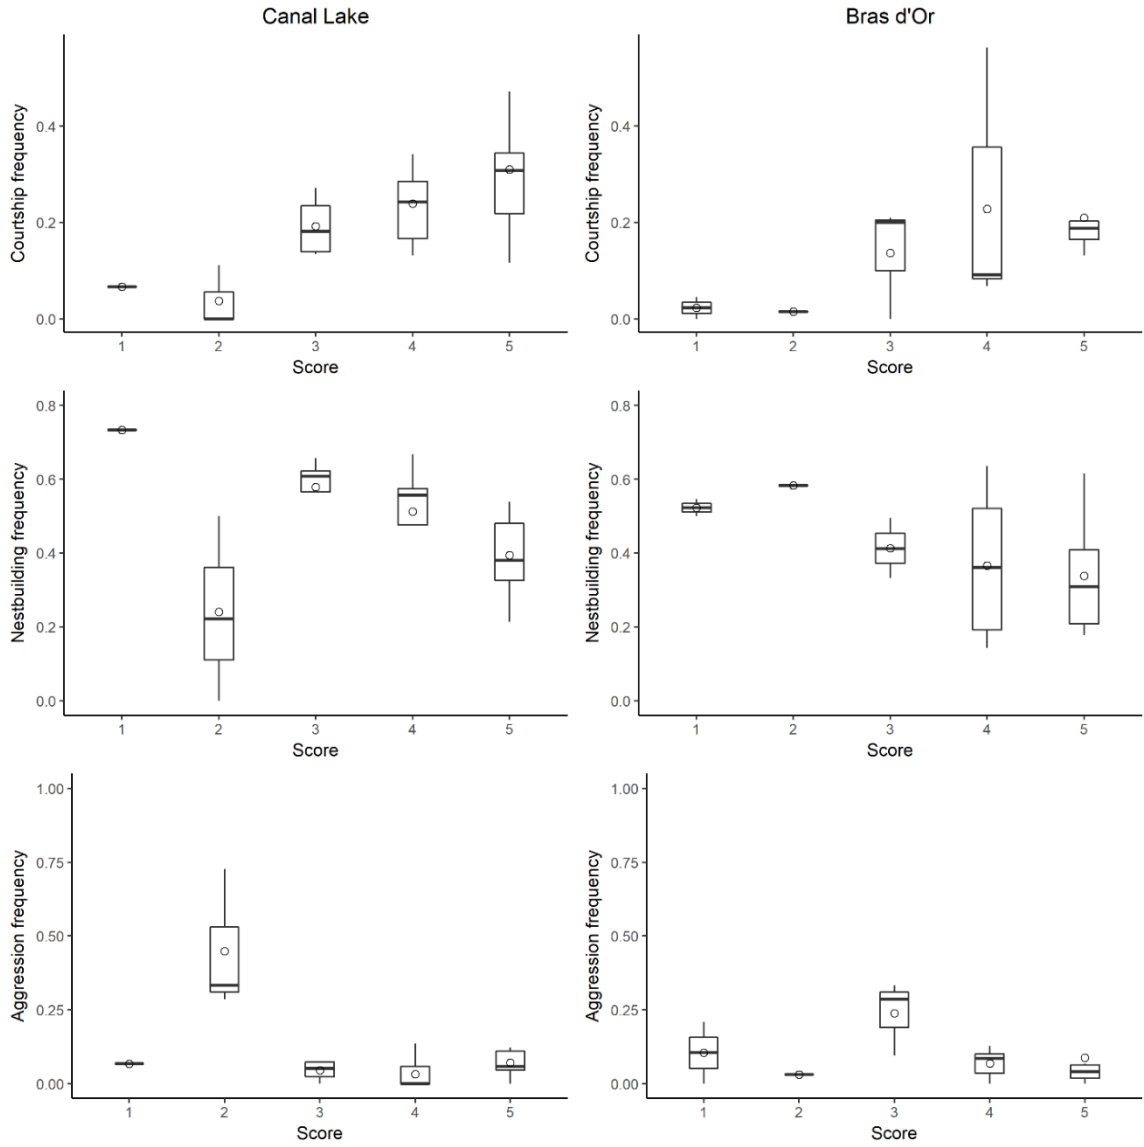 Canal Lake
Bras d'Or
Courtship frequency
0.4
0.2
0.0
1 2 3 4 5
Score
Courtship frequency
0.4
0.2
0.0
1 2 3 4 5
Score
Nestbuilding frequency
0.8
0.6
0.4
0.2
0.0
1 2 3 4 5
Score
Nestbuilding frequency
0.8
0.6
0.4
0.2
0.0
1 2 3 4 5
Score
Aggression frequency
1.00
0.75
0.50
0.25
0.00
1 2 3 4 5
Score
Aggression frequency
1.00
0.75
0.50
0.25
0.00
1 2 3 4 5
Score